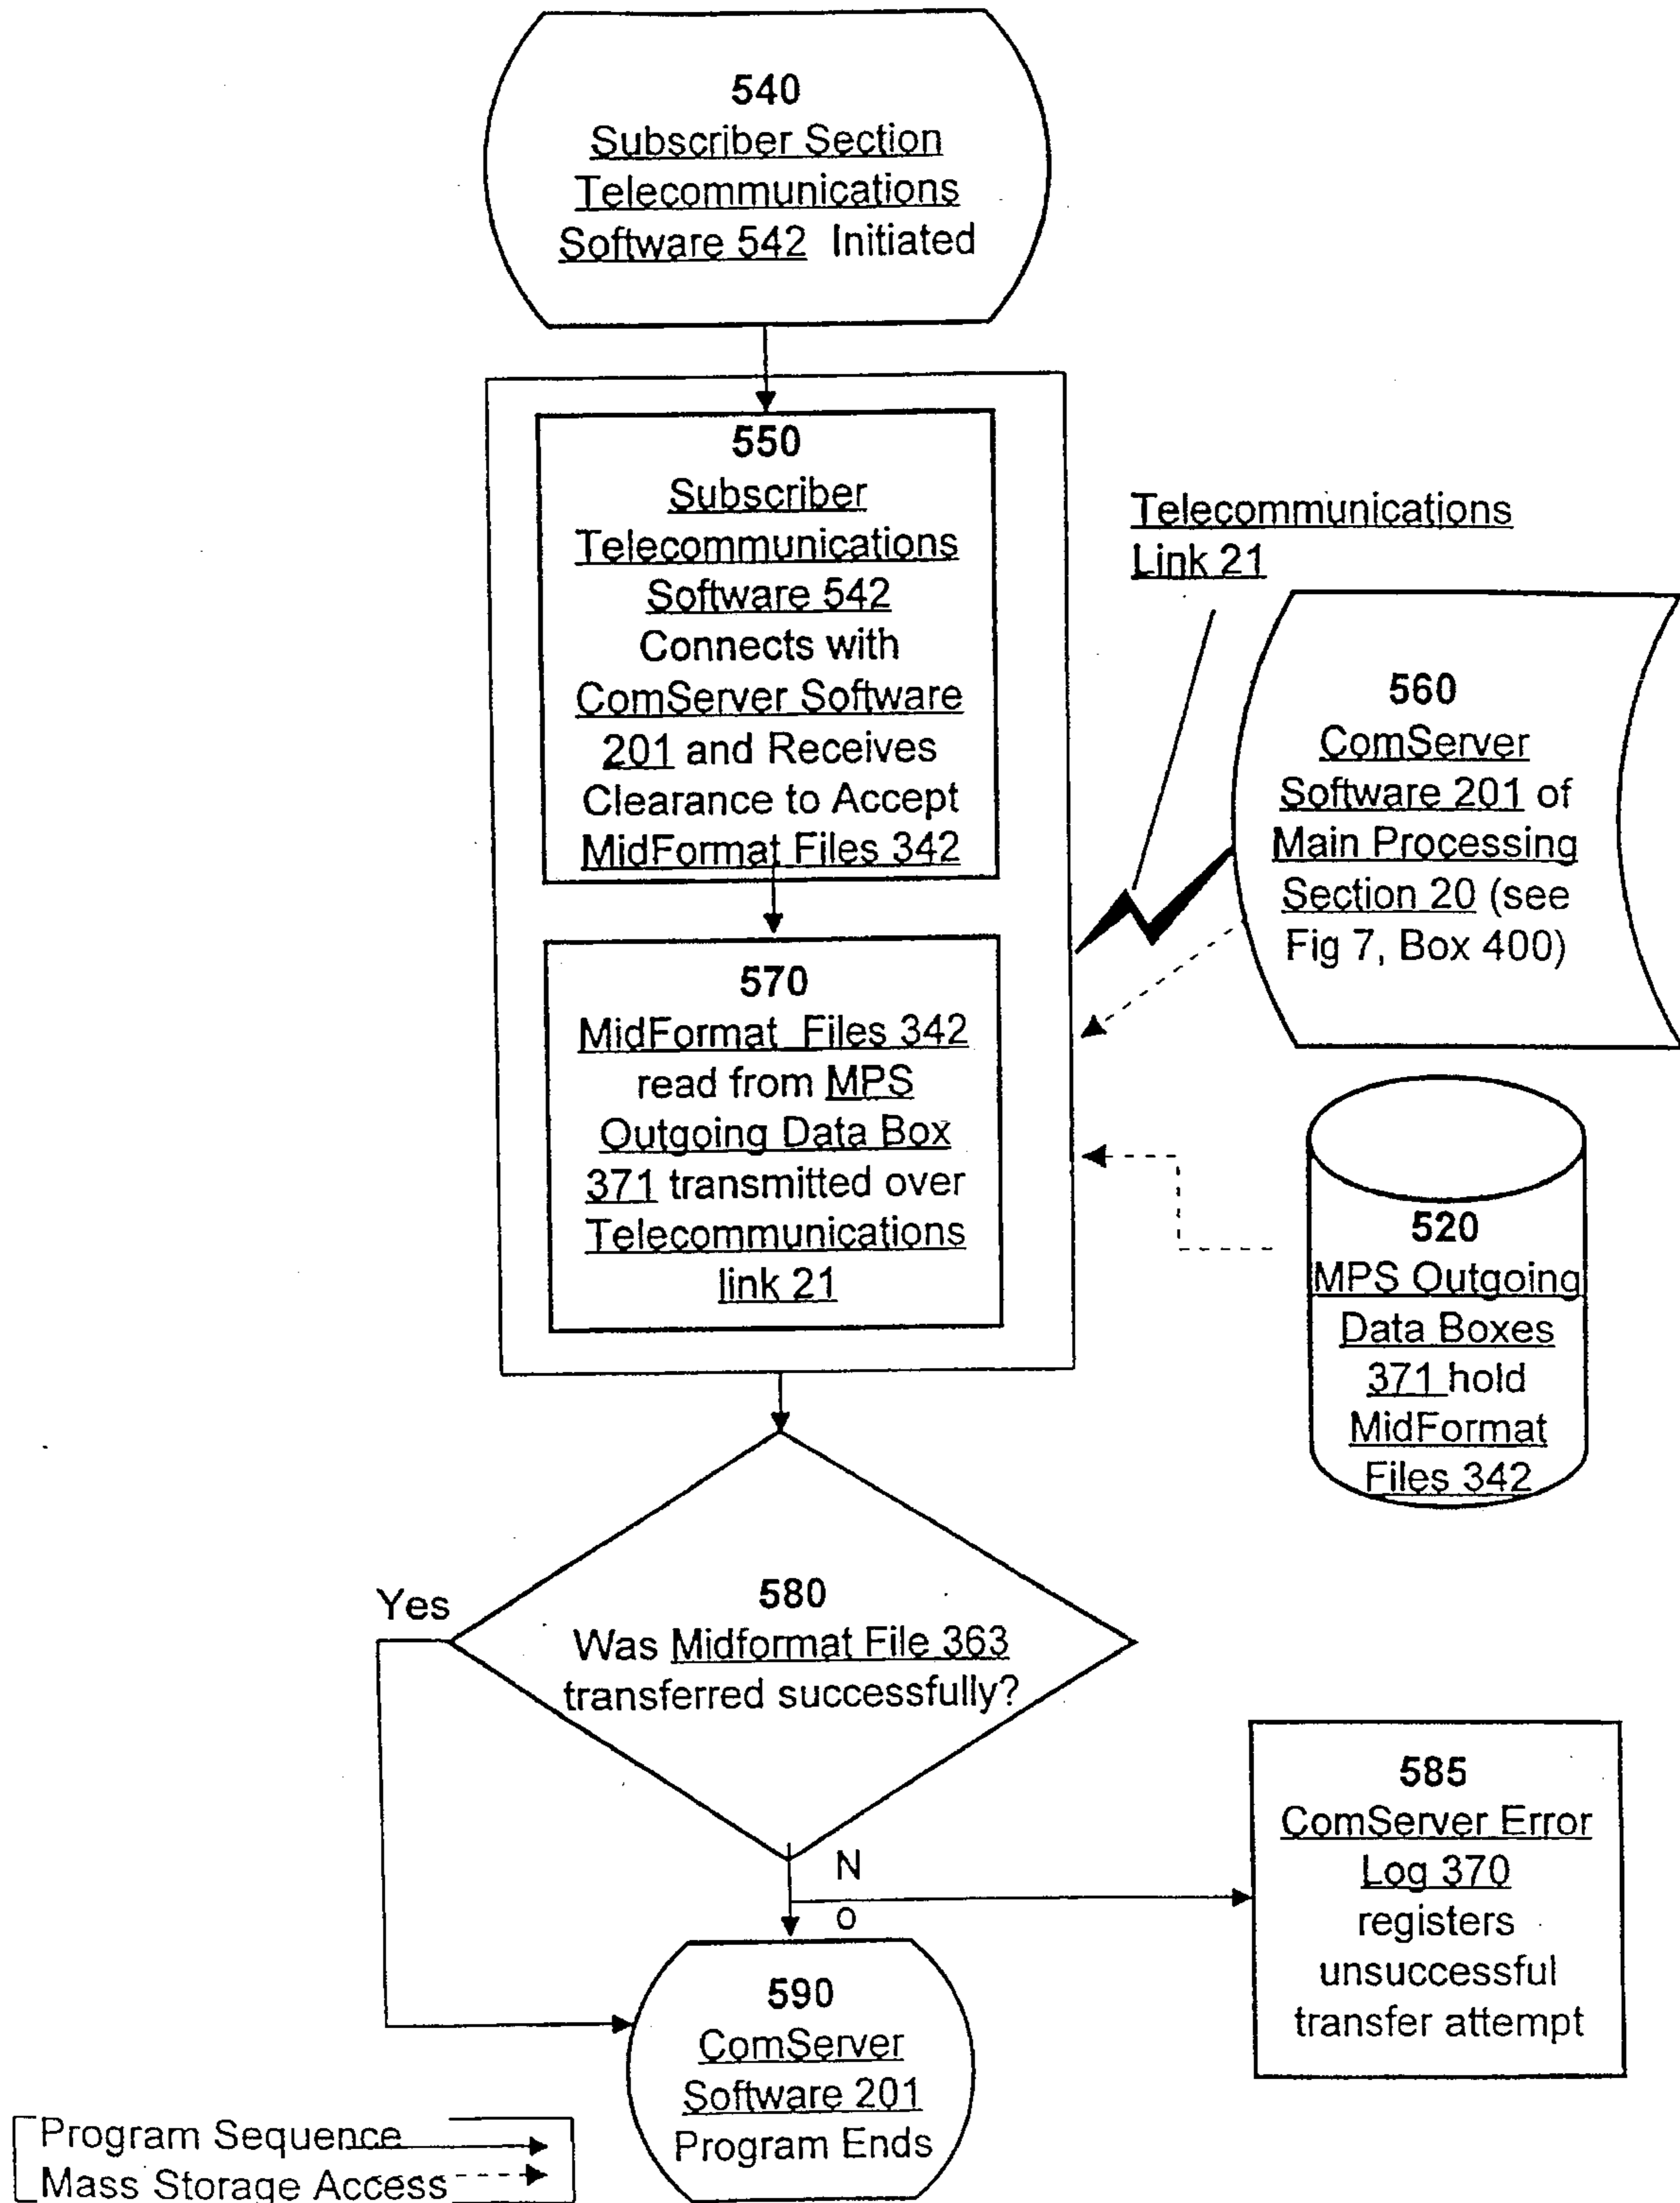 540
Subscriber Section
Telecommunications
Software 542 Initiated
550
Subscriber
Telecommunications
Software 542
Connects with
ComServer Software
201 and Receives
Clearance to Accept
MidFormat Files 342
Telecommunications
Link 21
560
ComServer
Software 201 of
Main Processing
Section 20 (see
Fig 7, Box 400)
570
MidFormat Files 342
read from MPS
Outgoing Data Box
371 transmitted over
Telecommunications
link 21
520
MPS Outgoing
Data Boxes
371 hold
MidFormat
Files 342
Yes
580
Was Midformat File 363
transferred successfully?
N
o
585
ComServer Error
Log 370
registers
unsuccessful
transfer attempt
590
ComServer
Software 201
Program Ends
Program Sequence
Mass Storage Access